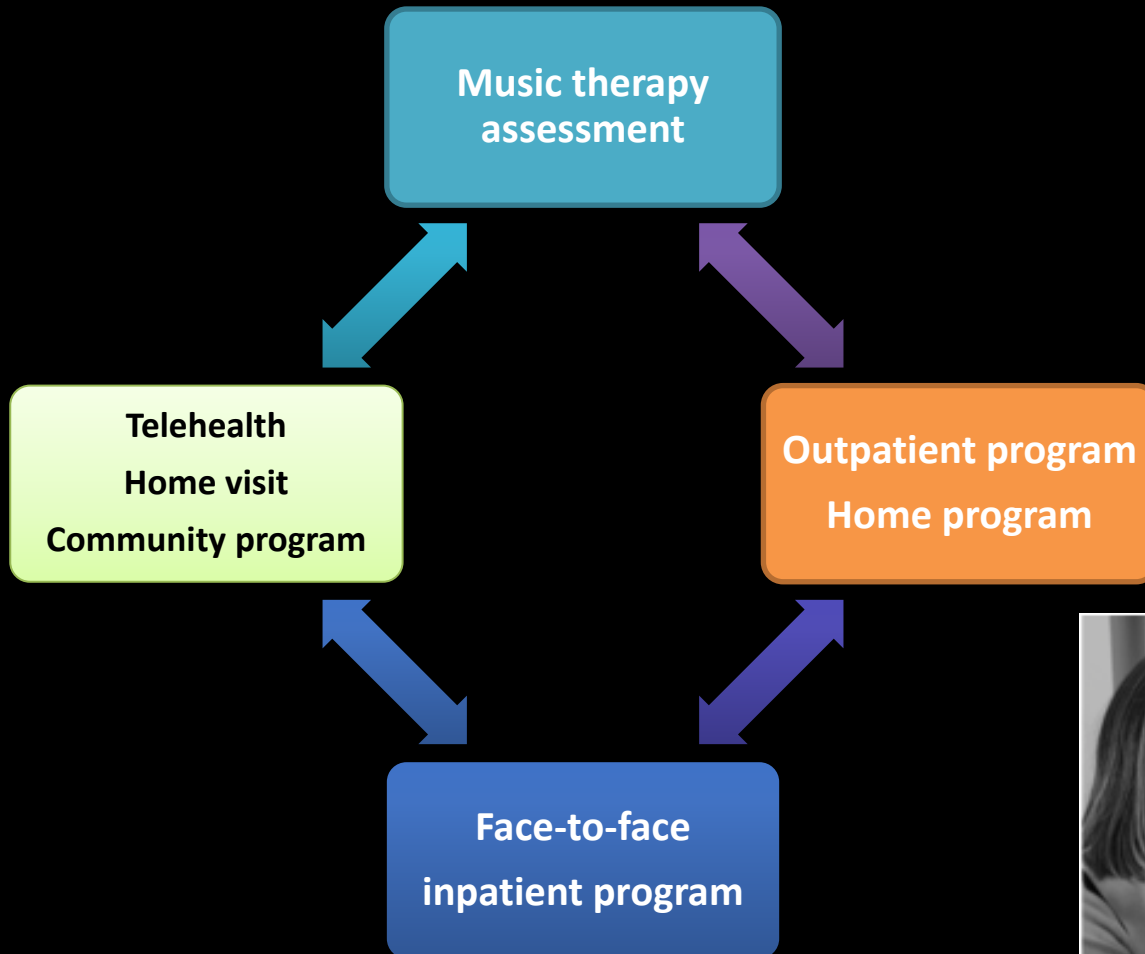 Music therapy
assessment
Telehealth
Home visit
Community program
Outpatient program
Home program
Face-to-face
inpatient program